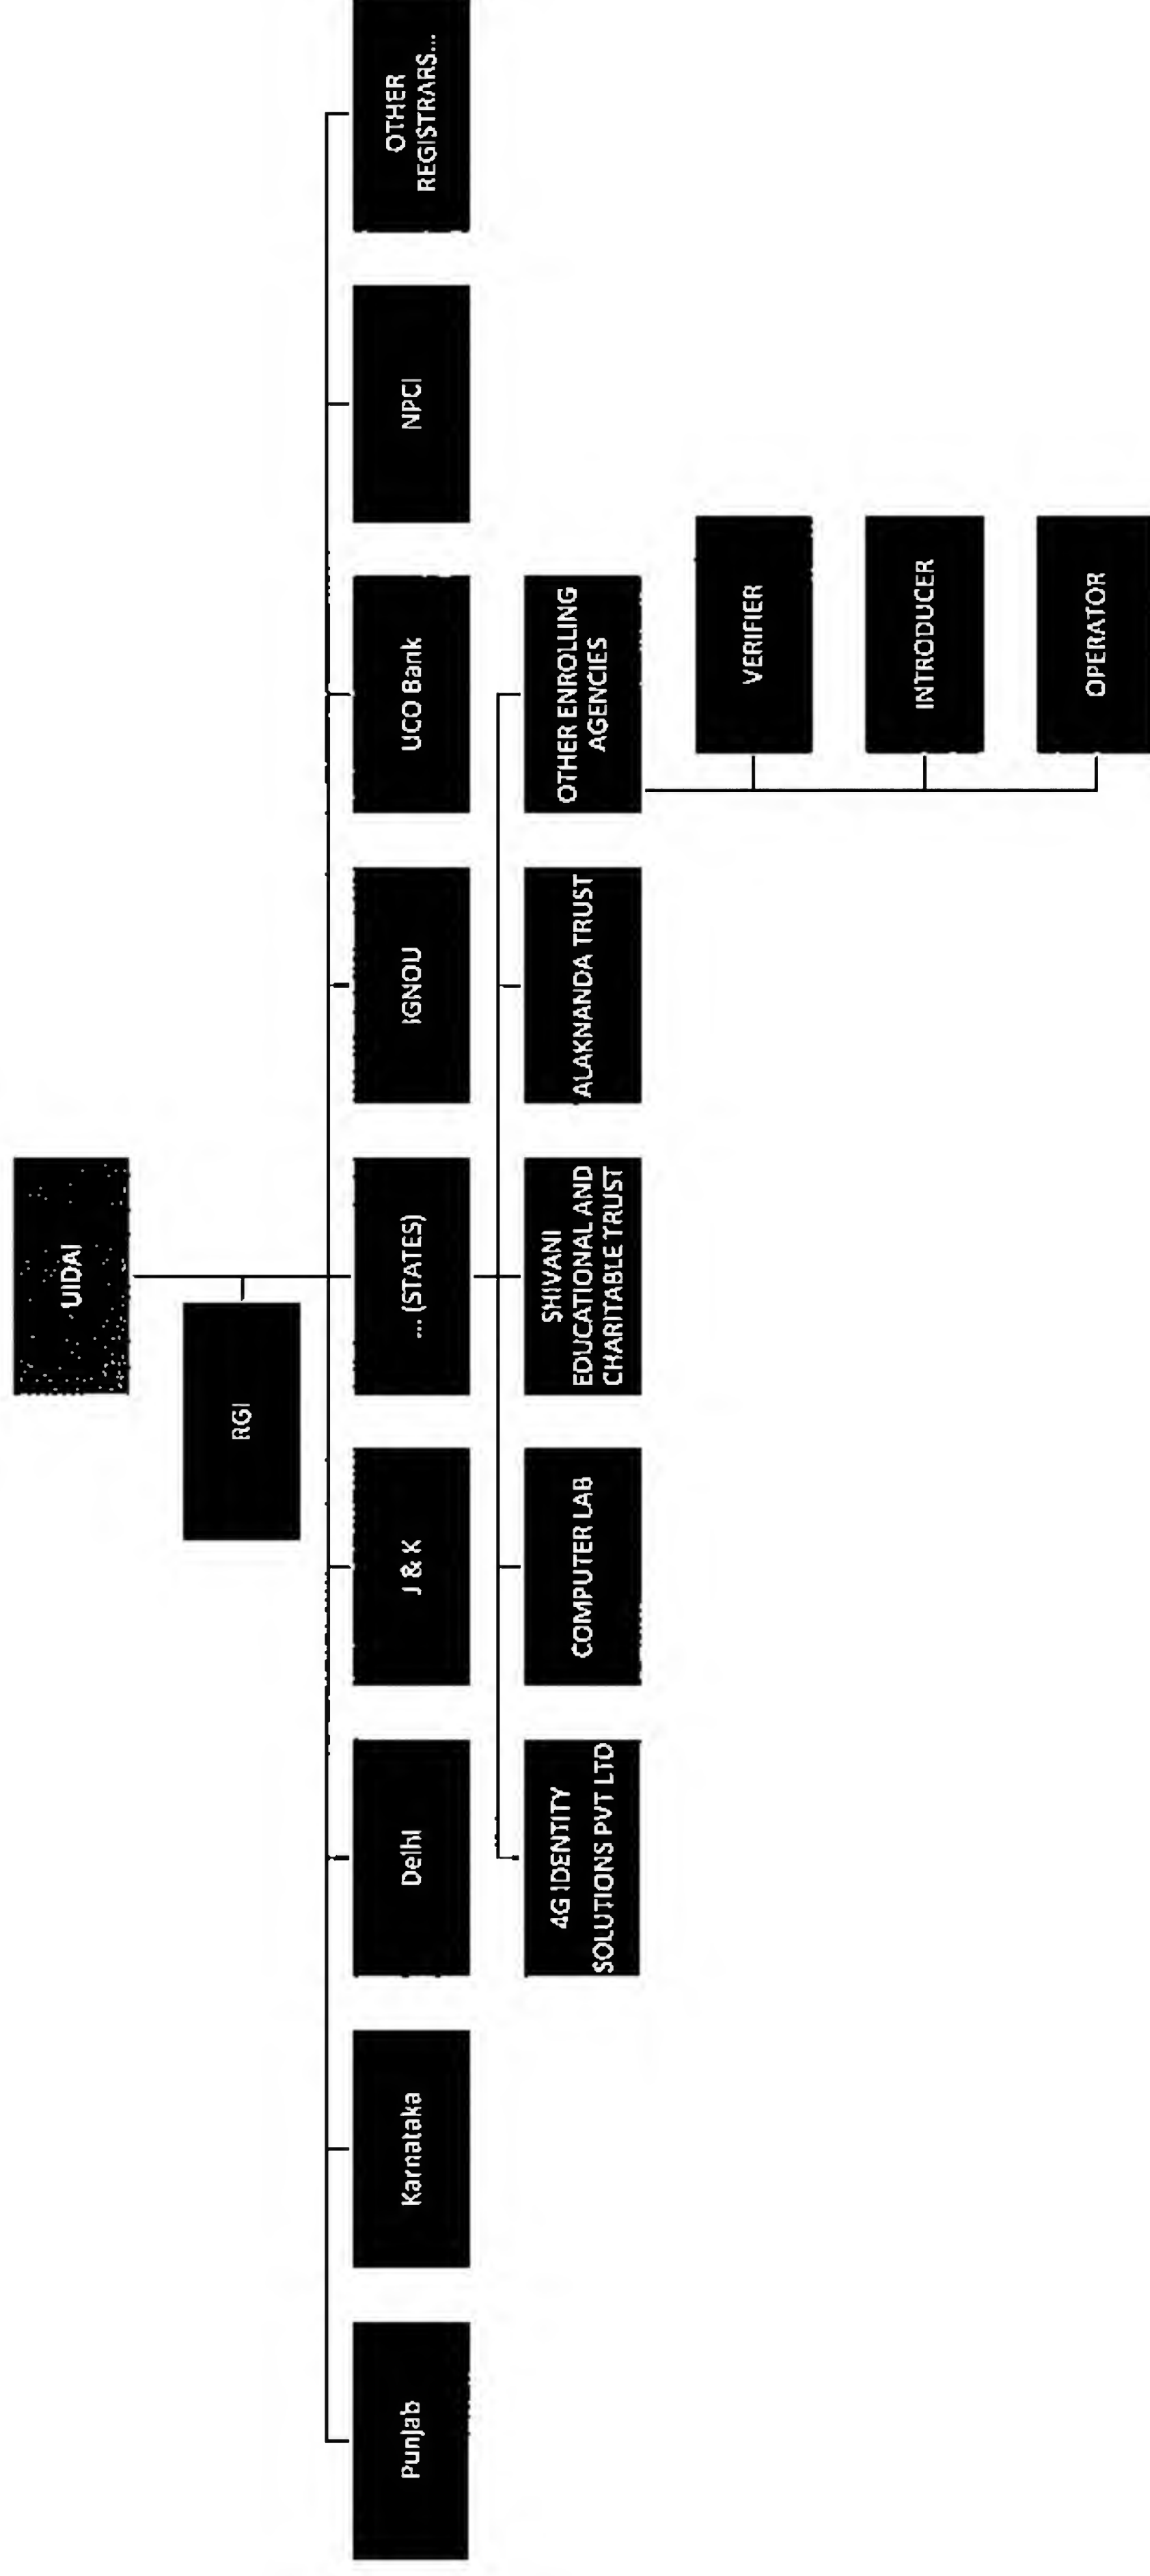 UIDAI
RGI
Punjab
Karnataka
Delhi
J & K
... (STATES)
IGNOU
UCO Bank
NPCI
OTHER
REGISTRARS...
4G IDENTITY
SOLUTIONS PVT LTD
COMPUTER LAB
SHIVANI
EDUCATIONAL AND
CHARITABLE TRUST
ALAKNANDA TRUST
OTHER ENROLLING
AGENCIES
VERIFIER
INTRODUCER
OPERATOR